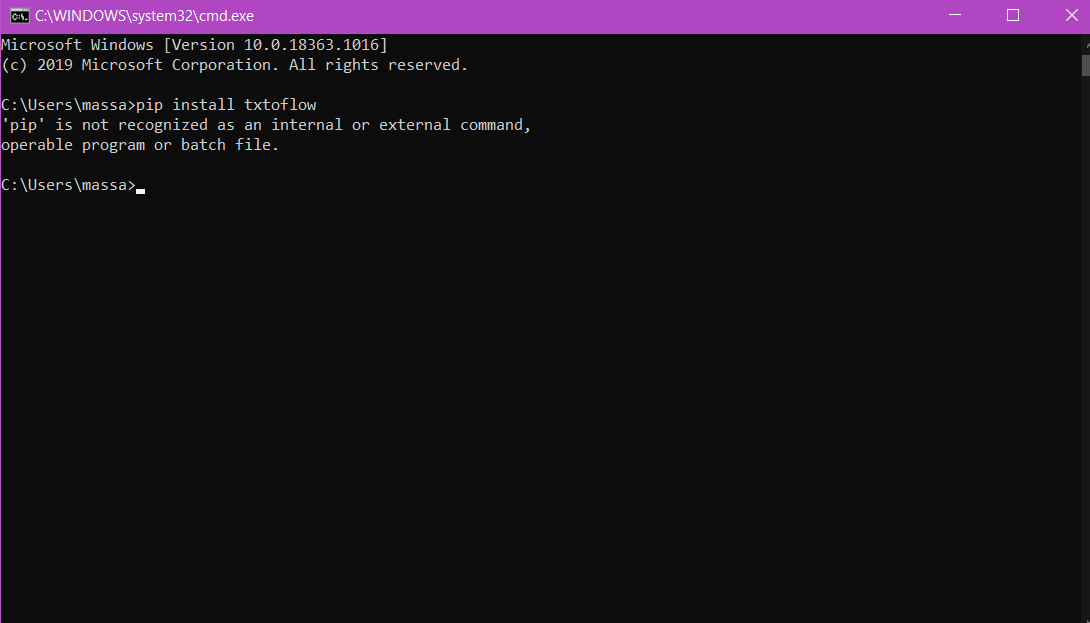 C:\WINDOWS\system32\cmd.exe
Microsoft Windows [Version 10.0.18363.1016]
(c) 2019 Microsoft Corporation. All rights reserved.
C:\Users\massa>pip install txtoflow
'pip' is not recognized as an internal or external command,
operable program or batch file.
C:\Users\massa>